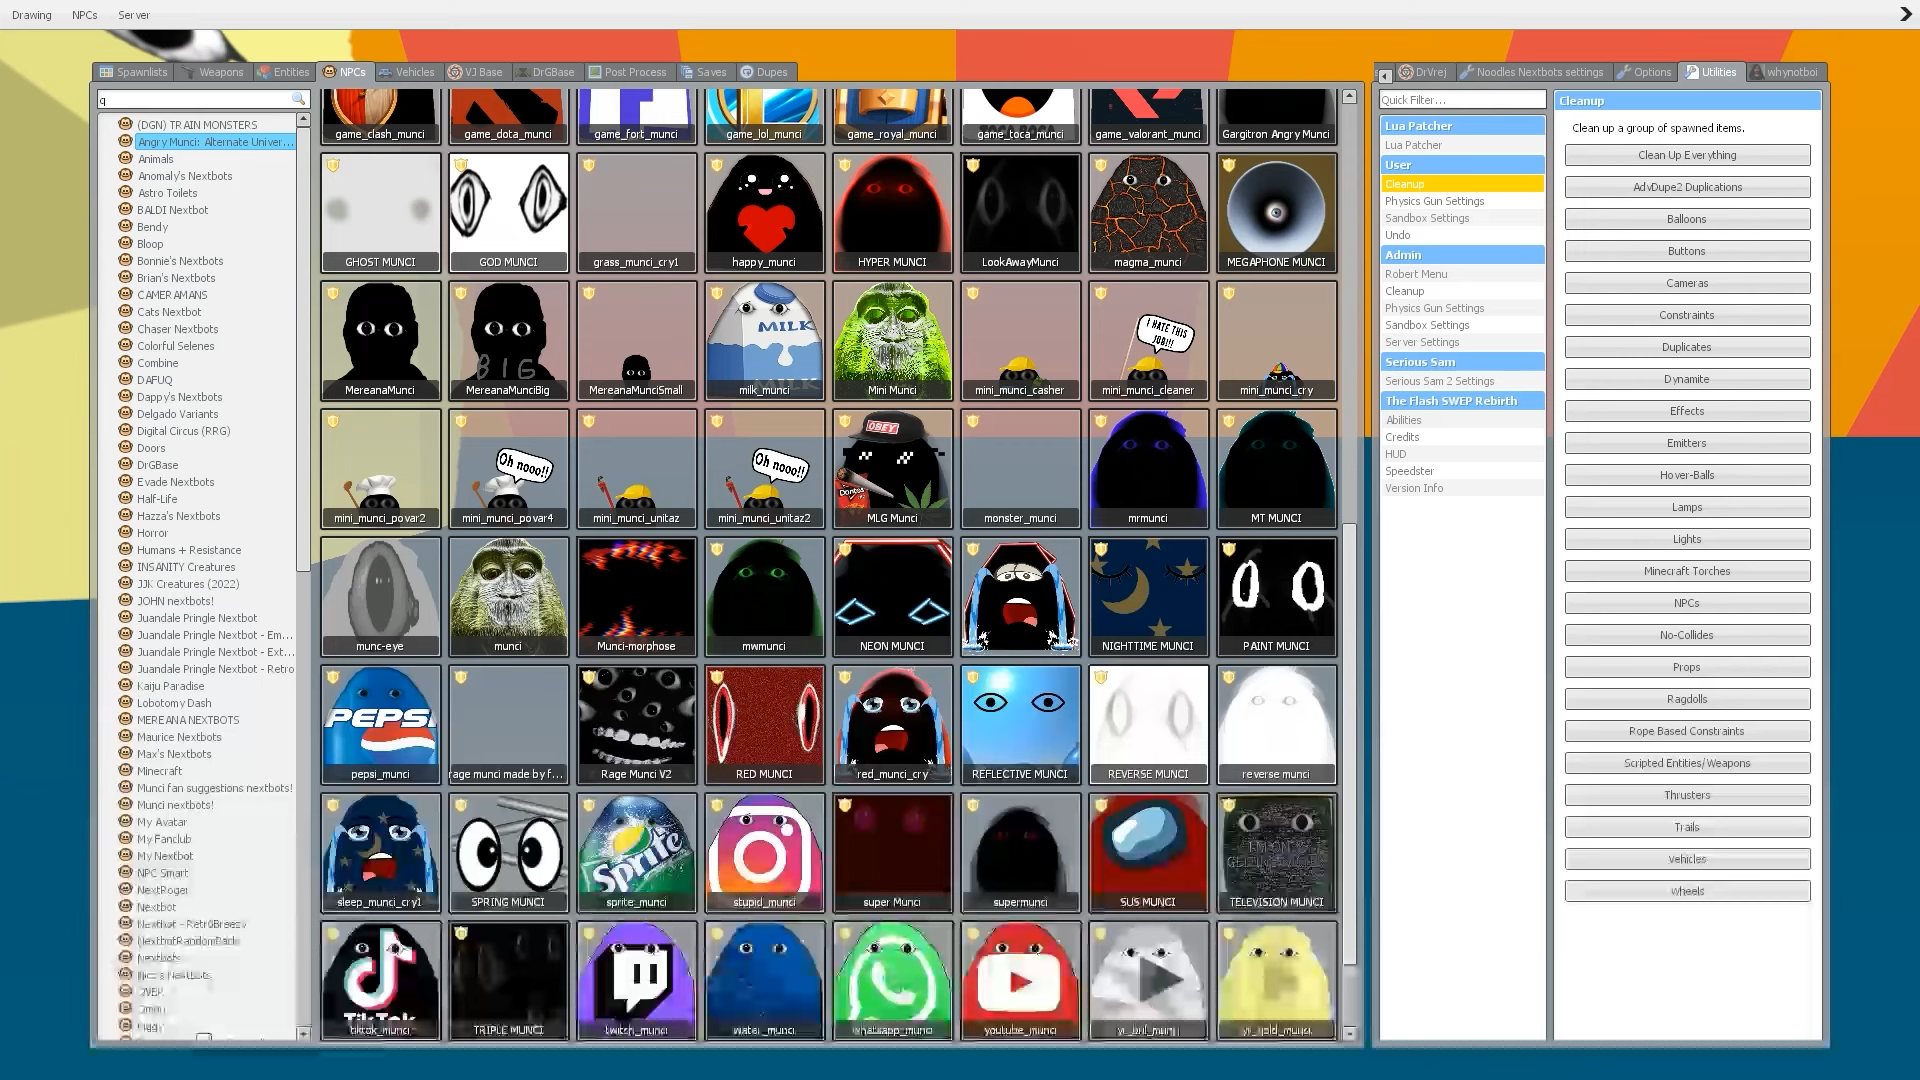 Drawing NPCs Server
Spawnlists Weapons Entities NPCs Vehicles VJ Base DrGBase Post Process Saves Dupes
DrVrej Noodles Nextbots settings Options Utilities whynotboi
q
(DGN) TRAIN MONSTERS
Angry Munci: Alternate Univer...
Animals
Anomaly's Nextbots
Astro Toilets
BALDI Nextbot
Bendy
Bloop
Bonnie's Nextbots
Brian's Nextbots
CAMERAMANS
Cats Nextbot
Chaser Nextbots
Colorful Selenes
Combine
DAFUQ
Dappy's Nextbots
Delgado Variants
Digital Circus (RRG)
Doors
DrGBase
Evade Nextbots
Half-Life
Hazza's Nextbots
Horror
Humans + Resistance
INSANITY Creatures
JJK Creatures (2022)
JOHN nextbots!
Juandale Pringle Nextbot
Juandale Pringle Nextbot - Em...
Juandale Pringle Nextbot - Ext...
Juandale Pringle Nextbot - Retro
Kaiju Paradise
Lobotomy Dash
MEREANA NEXTBOTS
Maurice Nextbots
Max's Nextbots
Minecraft
Munci fan suggestions nextbots!
Munci nextbots!
My Avatar
My Fanclub
My Nextbot
NPC Smart
NextRoger
Nextbot
Nextbot - Retr0Breezy
NextbotRandomPack
Nextbots
game_clash_munci game_dota_munci game_fort_munci game_lol_munci game_royal_munci game_toca_munci game_valorant_munci Gargitron Angry Munci
GHOST MUNCI GOD MUNCI grass_munci_cry1 happy_munci HYPER MUNCI LookAwayMunci magma_munci MEGAPHONE MUNCI
MILK
I HATE THIS
JOB!!!
BIG
MereanaMunci MereanaMunciBig MereanaMunciSmall milk_munci Mini Munci mini_munci_casher mini_munci_cleaner mini_munci_cry
OBEY
Oh nooo!!
Oh nooo!!
Doritos
mini_munci_povar2 mini_munci_povar4 mini_munci_unitaz mini_munci_unitaz2 MLG Munci monster_munci mrmunci MT MUNCI
munc-eye munci Munci-morphose mwmunci NEON MUNCI NIGHTTIME MUNCI PAINT MUNCI
PEPSI
pepsi_munci rage munci made by f... Rage Munci V2 RED MUNCI red_munci_cry REFLECTIVE MUNCI REVERSE MUNCI reverse munci
Sprite
sleep_munci_cry1 SPRING MUNCI sprite_munci stupid_munci super Munci supermunci SUS MUNCI TELEVISION MUNCI
TikTok
tiktok_munci TRIPLE MUNCI twitch_munci water_munci whatsapp_munci youtube_munci
Quick Filter...
Lua Patcher
Lua Patcher
User
Cleanup
Physics Gun Settings
Sandbox Settings
Undo
Admin
Robert Menu
Cleanup
Physics Gun Settings
Sandbox Settings
Server Settings
Serious Sam
Serious Sam 2 Settings
The Flash SWEP Rebirth
Abilities
Credits
HUD
Speedster
Version Info
Cleanup
Clean up a group of spawned items.
Clean Up Everything
AdvDupe2 Duplications
Balloons
Buttons
Cameras
Constraints
Duplicates
Dynamite
Effects
Emitters
Hover-Balls
Lamps
Lights
Minecraft Torches
NPCs
No-Collides
Props
Ragdolls
Rope Based Constraints
Scripted Entities/Weapons
Thrusters
Trails
Vehicles
Wheels